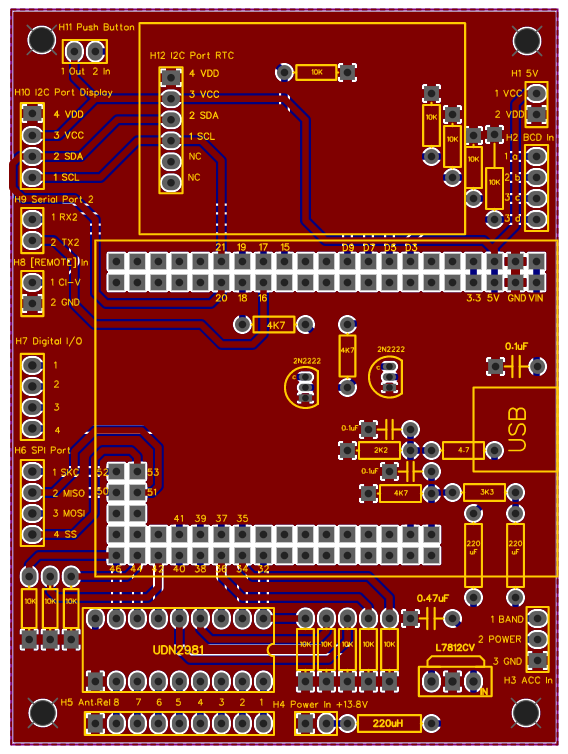 H11 Push Button
1 Out 2 In
H12 I2C Port RTC
4 VDD
3 VCC
2 SDA
1 SCL
NC
NC
10K
H10 I2C Port Display
4 VDD
3 VCC
2 SDA
1 SCL
H1 5V
1 VCC
2 VDD
10K
10K
10K
10K
H2 BCD In
H9 Serial Port 2
1 RX2
2 TX2
H8 [REMOTE] In
1 CI-V
2 GND
21 19 17 15 D9 D7 D5 D3
20 18 16 3.3 5V GND VIN
4K7
4K7
2N2222
C
2N2222
C
0.1uF
USB
H7 Digital I/O
1
2
3
4
0.1uF
2K2
4.7
0.1uF
4K7
3K3
H6 SPI Port
1 SKC
2 MISO
3 MOSI
4 SS
52 53
50 51
41 39 37 35
46 44 42 40 38 36 34 32
220
uF
220
uF
10K
10K
10K
UDN2981
10K
10K
10K
10K
10K
0.47uF
L7812CV
IN
1 BAND
2 POWER
3 GND
H3 ACC In
H5 Ant.Rel 8 7 6 5 4 3 2 1
H4 Power In +13.8V
220uH